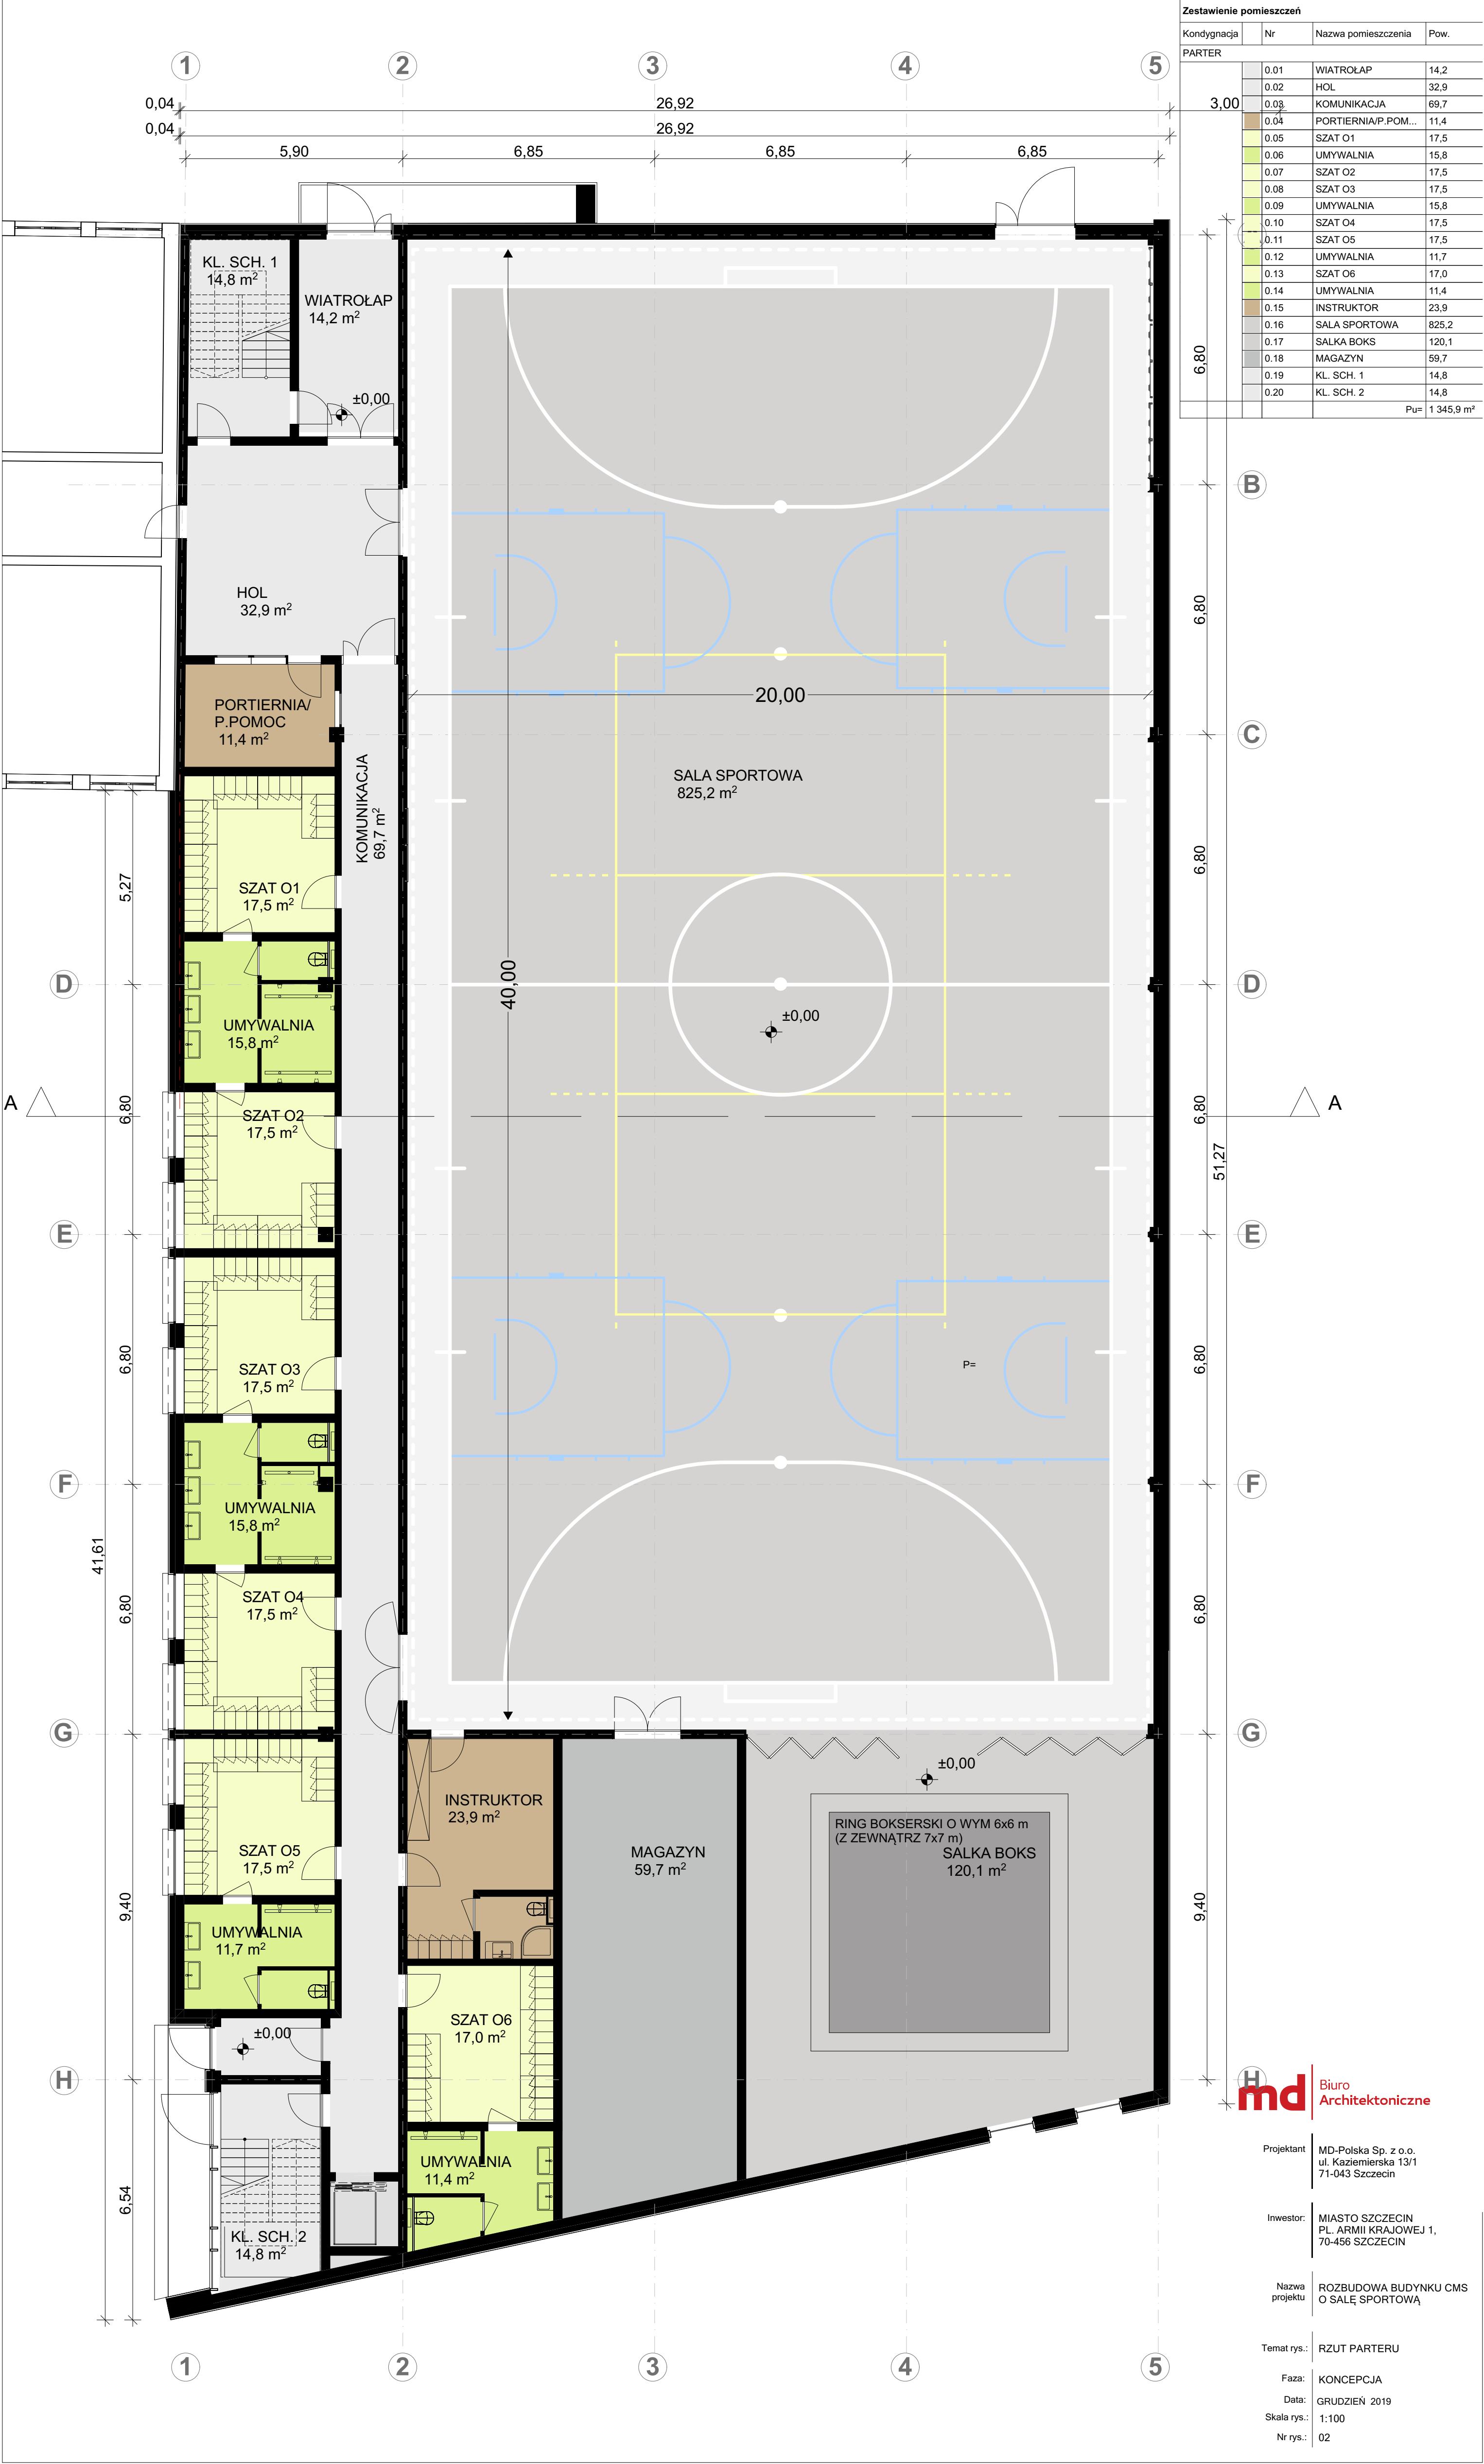 Zestawienie pomieszczeń
Kondygnacja Nr Nazwa pomieszczenia Pow.
PARTER
0.01 WIATROŁAP 14,2
0.02 HOL 32,9
0.03 KOMUNIKACJA 69,7
0.04 PORTIERNIA/P.POM... 11,4
0.05 SZAT O1 17,5
0.06 UMYWALNIA 15,8
0.07 SZAT O2 17,5
0.08 SZAT O3 17,5
0.09 UMYWALNIA 15,8
0.10 SZAT O4 17,5
0.11 SZAT O5 17,5
0.12 UMYWALNIA 11,7
0.13 SZAT O6 17,0
0.14 UMYWALNIA 11,4
0.15 INSTRUKTOR 23,9
0.16 SALA SPORTOWA 825,2
0.17 SALKA BOKS 120,1
0.18 MAGAZYN 59,7
0.19 KL. SCH. 1 14,8
0.20 KL. SCH. 2 14,8
Pu= 1 345,9 m²
1 2 3 4 5
0,04 26,92 3,00
0,04 26,92
5,90 6,85 6,85 6,85
KL. SCH. 1
14,8 m²
WIATROŁAP
14,2 m²
±0,00
6,80
B
HOL
32,9 m²
6,80
PORTIERNIA/
P.POMOC
11,4 m²
20,00
C
KOMUNIKACJA
69,7 m²
SALA SPORTOWA
825,2 m²
6,80
5,27
SZAT O1
17,5 m²
40,00
D D
±0,00
UMYWALNIA
15,8 m²
A A
6,80 6,80
SZAT O2
17,5 m²
51,27
E E
6,80 6,80
SZAT O3
17,5 m²
P=
F F
UMYWALNIA
15,8 m²
41,61
6,80 6,80
SZAT O4
17,5 m²
G G
±0,00
INSTRUKTOR
23,9 m²
RING BOKSERSKI O WYM 6x6 m
(Z ZEWNĄTRZ 7x7 m)
SALKA BOKS
120,1 m²
MAGAZYN
59,7 m²
SZAT O5
17,5 m²
9,40 9,40
UMYWALNIA
11,7 m²
SZAT O6
17,0 m²
±0,00
H H
UMYWALNIA
11,4 m²
6,54
KL. SCH. 2
14,8 m²
1 2 3 4 5
md Biuro
Architektoniczne
Projektant MD-Polska Sp. z o.o.
ul. Kaziemierska 13/1
71-043 Szczecin
Inwestor: MIASTO SZCZECIN
PL. ARMII KRAJOWEJ 1,
70-456 SZCZECIN
Nazwa projektu ROZBUDOWA BUDYNKU CMS
O SALĘ SPORTOWĄ
Temat rys.: RZUT PARTERU
Faza: KONCEPCJA
Data: GRUDZIEŃ 2019
Skala rys.: 1:100
Nr rys.: 02